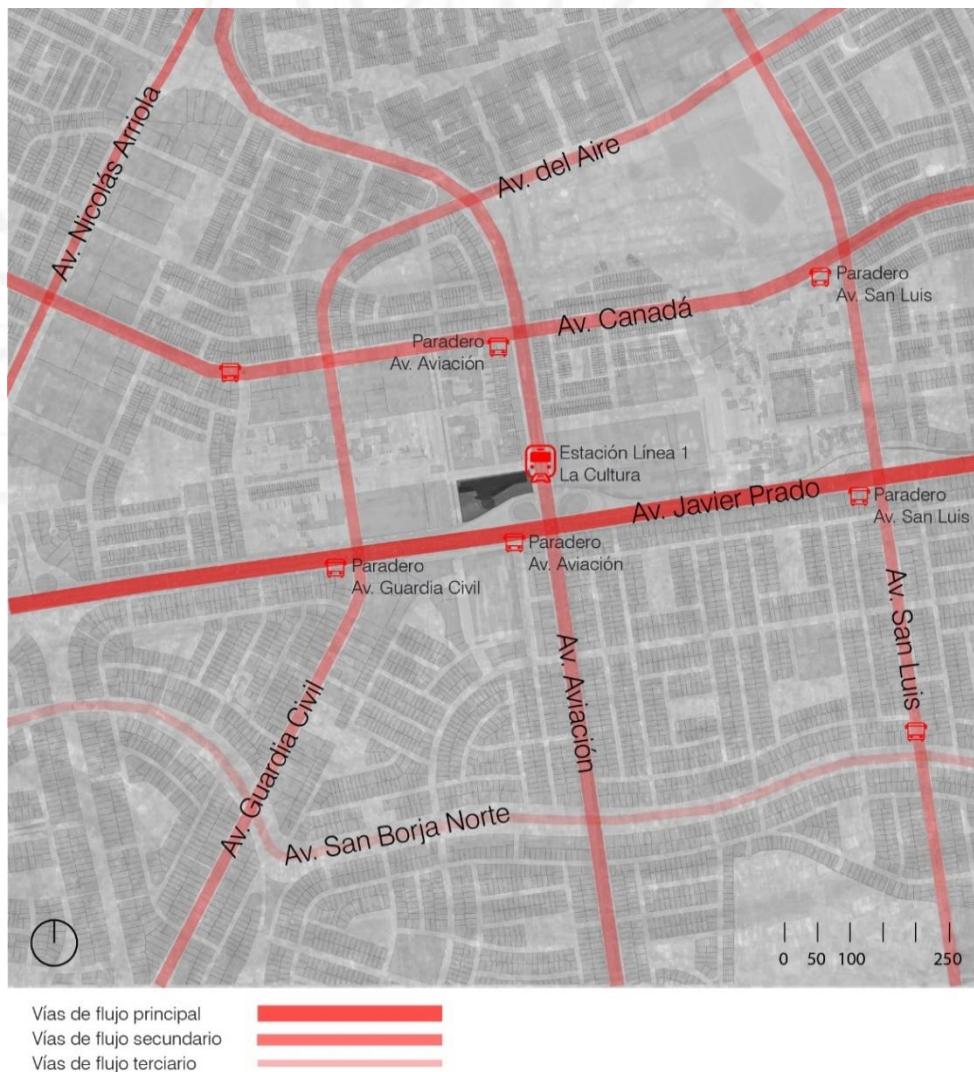 Av. Nicolás Arriola
Av. del Aire
Paradero
Av. San Luis
Av. Canadá
Paradero
Av. Aviación
Estación Línea 1
La Cultura
Av. Javier Prado
Paradero
Av. San Luis
Paradero
Av. Aviación
Paradero
Av. Guardia Civil
Av. San Luis
Av. Aviación
Av. Guardia Civil
Av. San Borja Norte
0 50 100 250
Vías de flujo principal
Vías de flujo secundario
Vías de flujo terciario